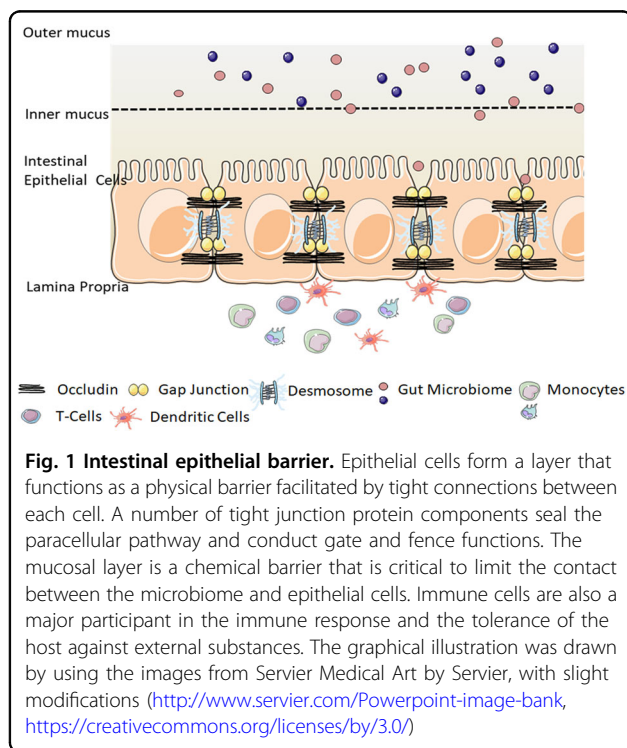 Outer mucus
Inner mucus
Intestinal
Epithelial Cells
Lamina Propria
Occludin Gap Junction Desmosome Gut Microbiome Monocytes
T-Cells Dendritic Cells
Fig. 1 Intestinal epithelial barrier. Epithelial cells form a layer that
functions as a physical barrier facilitated by tight connections between
each cell. A number of tight junction protein components seal the
paracellular pathway and conduct gate and fence functions. The
mucosal layer is a chemical barrier that is critical to limit the contact
between the microbiome and epithelial cells. Immune cells are also a
major participant in the immune response and the tolerance of the
host against external substances. The graphical illustration was drawn
by using the images from Servier Medical Art by Servier, with slight
modifications (http://www.servier.com/Powerpoint-image-bank,
https://creativecommons.org/licenses/by/3.0/)